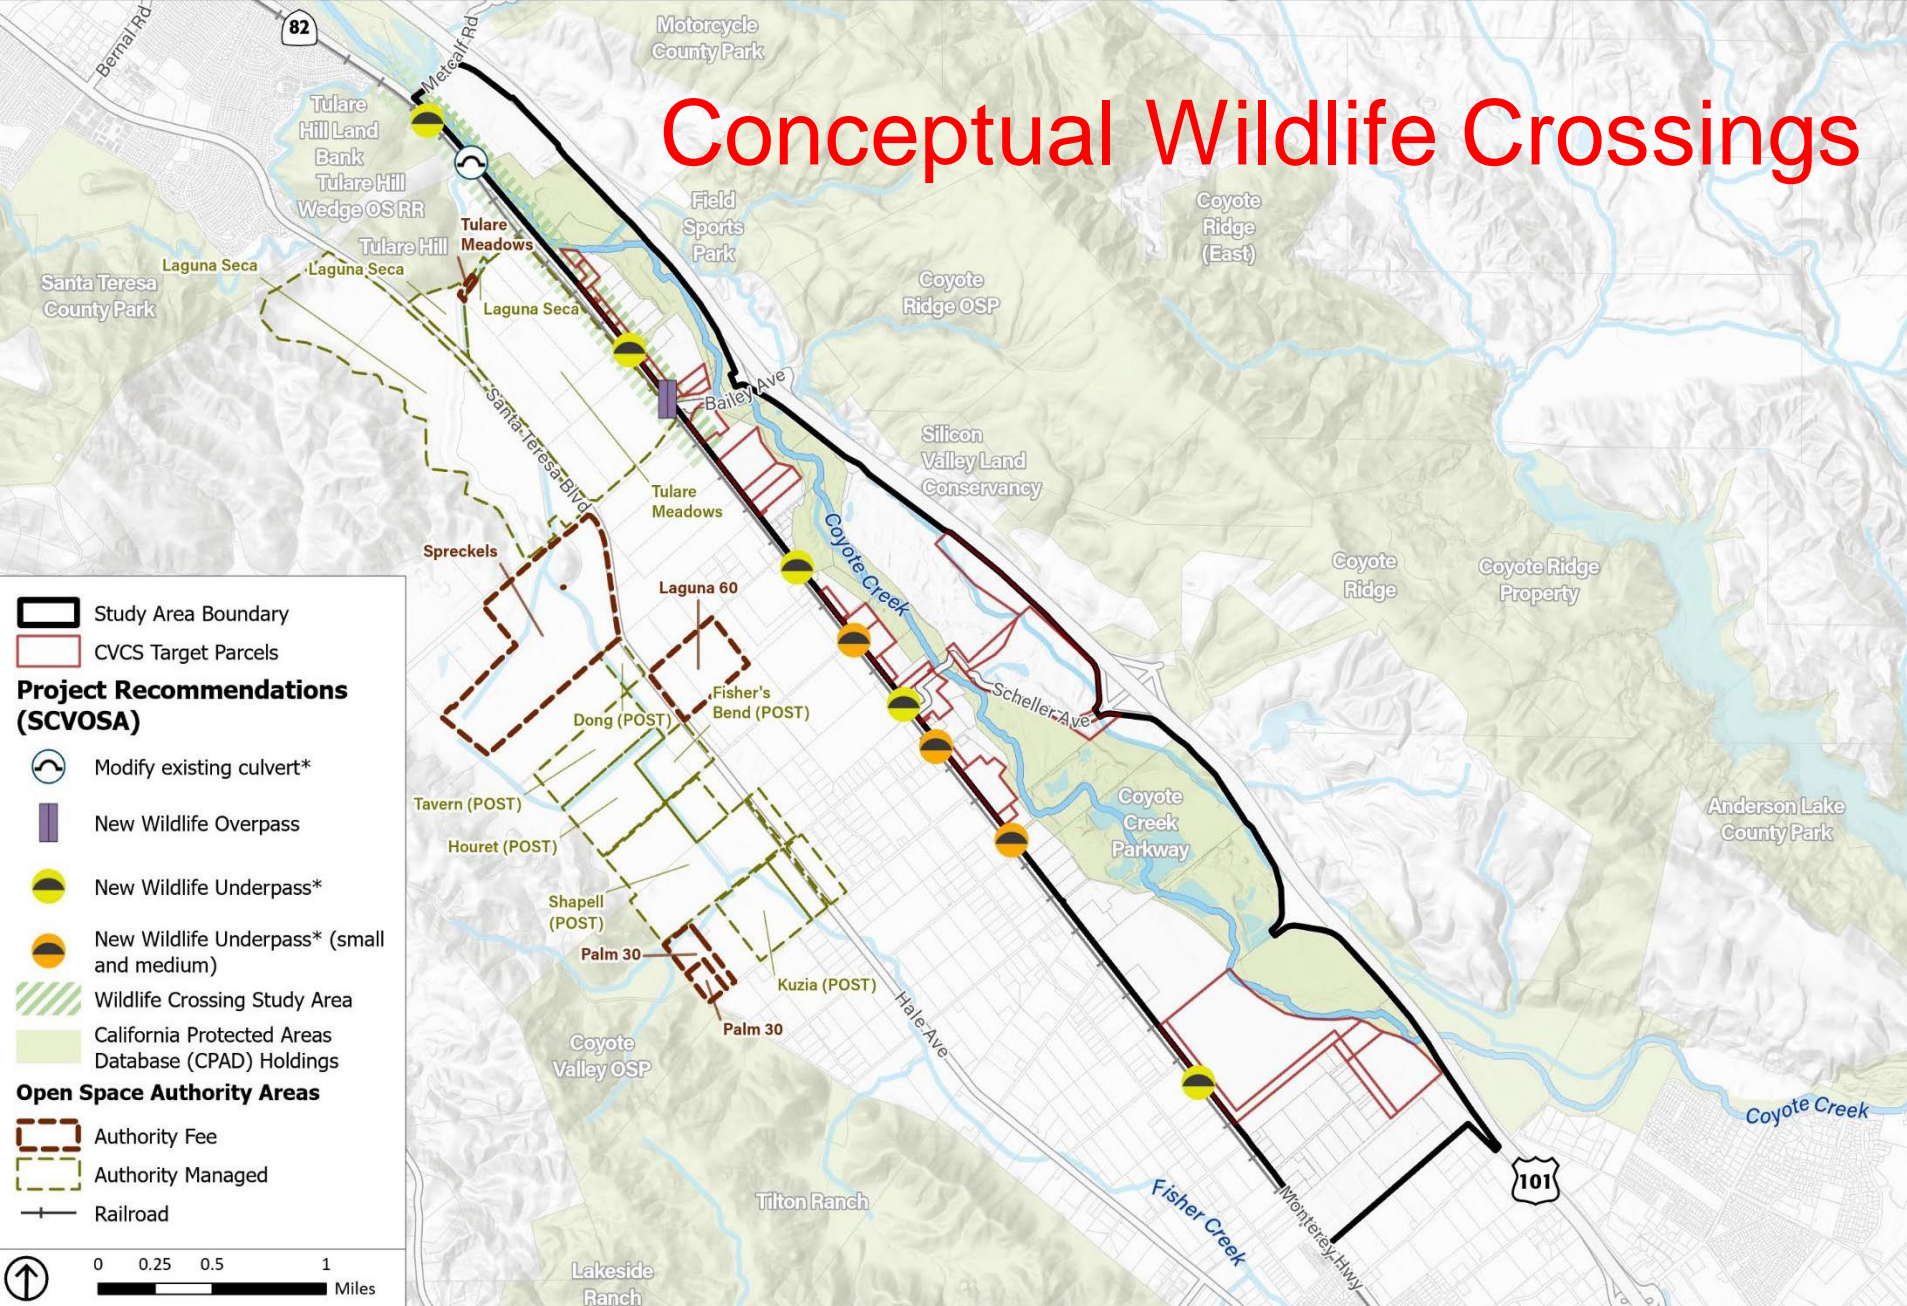 Conceptual Wildlife Crossings
82
Bernal Rd
Metcalf Rd
Motorcycle
County Park
Tulare
Hill Land
Bank
Tulare Hill
Wedge OS RR
Tulare Hill
Tulare
Meadows
Laguna Seca
Laguna Seca
Laguna Seca
Santa Teresa
County Park
Field
Sports
Park
Coyote
Ridge
(East)
Coyote
Ridge OSP
Bailey Ave
Santa Teresa Blvd
Silicon
Valley Land
Conservancy
Tulare
Meadows
Coyote Creek
Spreckels
Laguna 60
Coyote
Ridge
Coyote Ridge
Property
Fisher's
Bend (POST)
Dong (POST)
Scheller Ave
Tavern (POST)
Houret (POST)
Coyote
Creek
Parkway
Anderson Lake
County Park
Shapell
(POST)
Palm 30
Kuzia (POST)
Palm 30
Hale Ave
Coyote
Valley OSP
Coyote Creek
101
Fisher Creek
Monterey Hwy
Tilton Ranch
Lakeside
Ranch
Study Area Boundary
CVCS Target Parcels
Project Recommendations
(SCVOSA)
Modify existing culvert*
New Wildlife Overpass
New Wildlife Underpass*
New Wildlife Underpass* (small
and medium)
Wildlife Crossing Study Area
California Protected Areas
Database (CPAD) Holdings
Open Space Authority Areas
Authority Fee
Authority Managed
Railroad
0 0.25 0.5 1
Miles